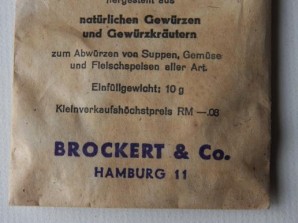 hergestellt aus
natürlichen Gewürzen
und Gewürzkräutern
zum Abwürzen von Suppen, Gemüse
und Fleischspeisen aller Art.
Einfüllgewicht: 10 g
Kleinverkaufshöchstpreis RM —.08
BROCKERT & Co.
HAMBURG 11